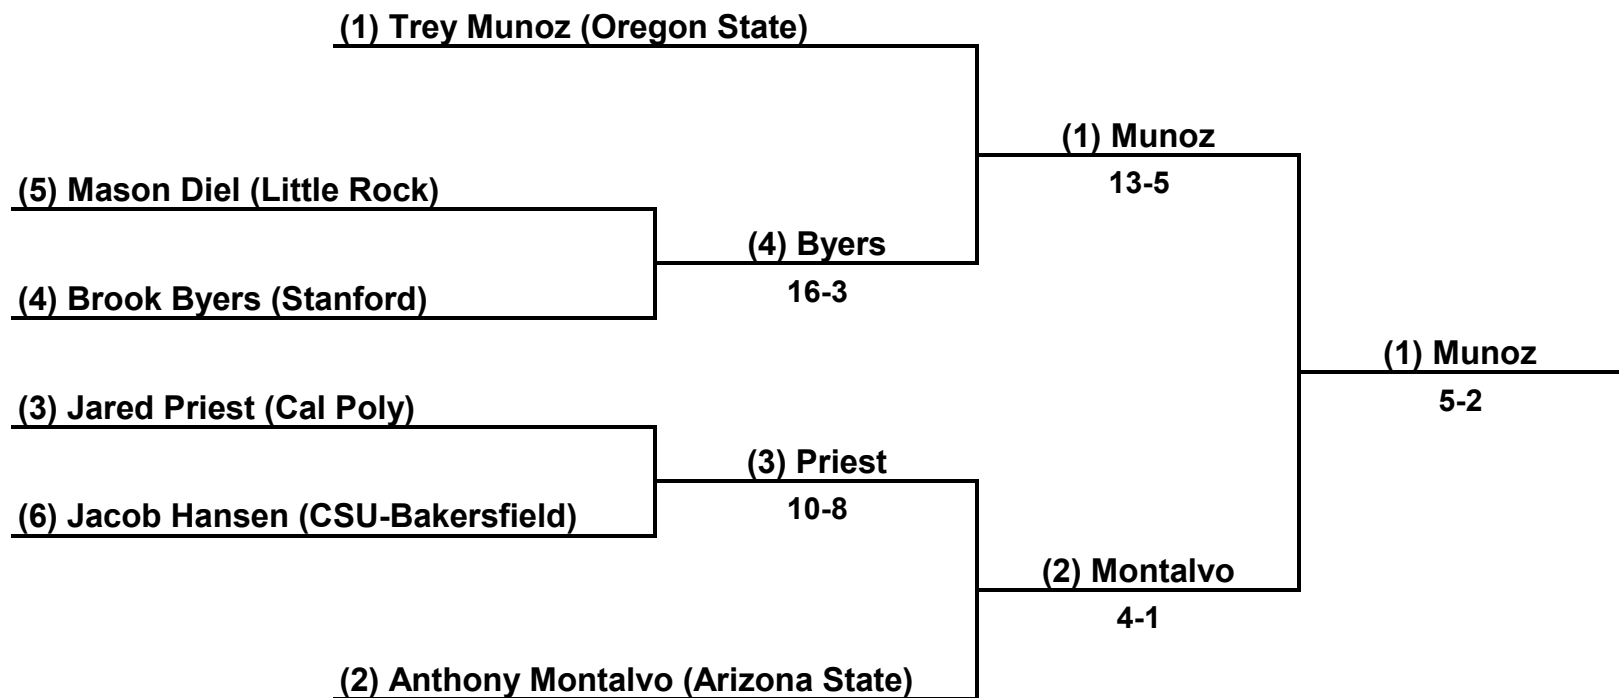 (1) Trey Munoz (Oregon State)
(1) Munoz
13-5
(5) Mason Diel (Little Rock)
(4) Byers
16-3
(4) Brook Byers (Stanford)
(1) Munoz
5-2
(3) Jared Priest (Cal Poly)
(3) Priest
10-8
(6) Jacob Hansen (CSU-Bakersfield)
(2) Montalvo
4-1
(2) Anthony Montalvo (Arizona State)